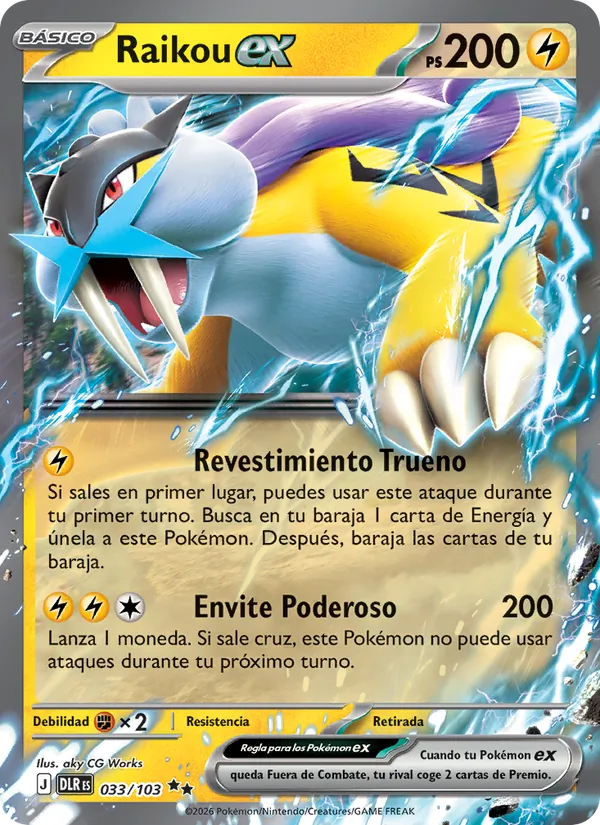 BÁSICO Raikou ex PS 200
Revestimiento Trueno
Si sales en primer lugar, puedes usar este ataque durante
tu primer turno. Busca en tu baraja 1 carta de Energía y
únela a este Pokémon. Después, baraja las cartas de tu
baraja.
Envite Poderoso 200
Lanza 1 moneda. Si sale cruz, este Pokémon no puede usar
ataques durante tu próximo turno.
Debilidad ×2 Resistencia Retirada
Ilus. aky CG Works
Regla para los Pokémon ex Cuando tu Pokémon ex
queda Fuera de Combate, tu rival coge 2 cartas de Premio.
J DLR ES 033/103
©2026 Pokémon/Nintendo/Creatures/GAME FREAK